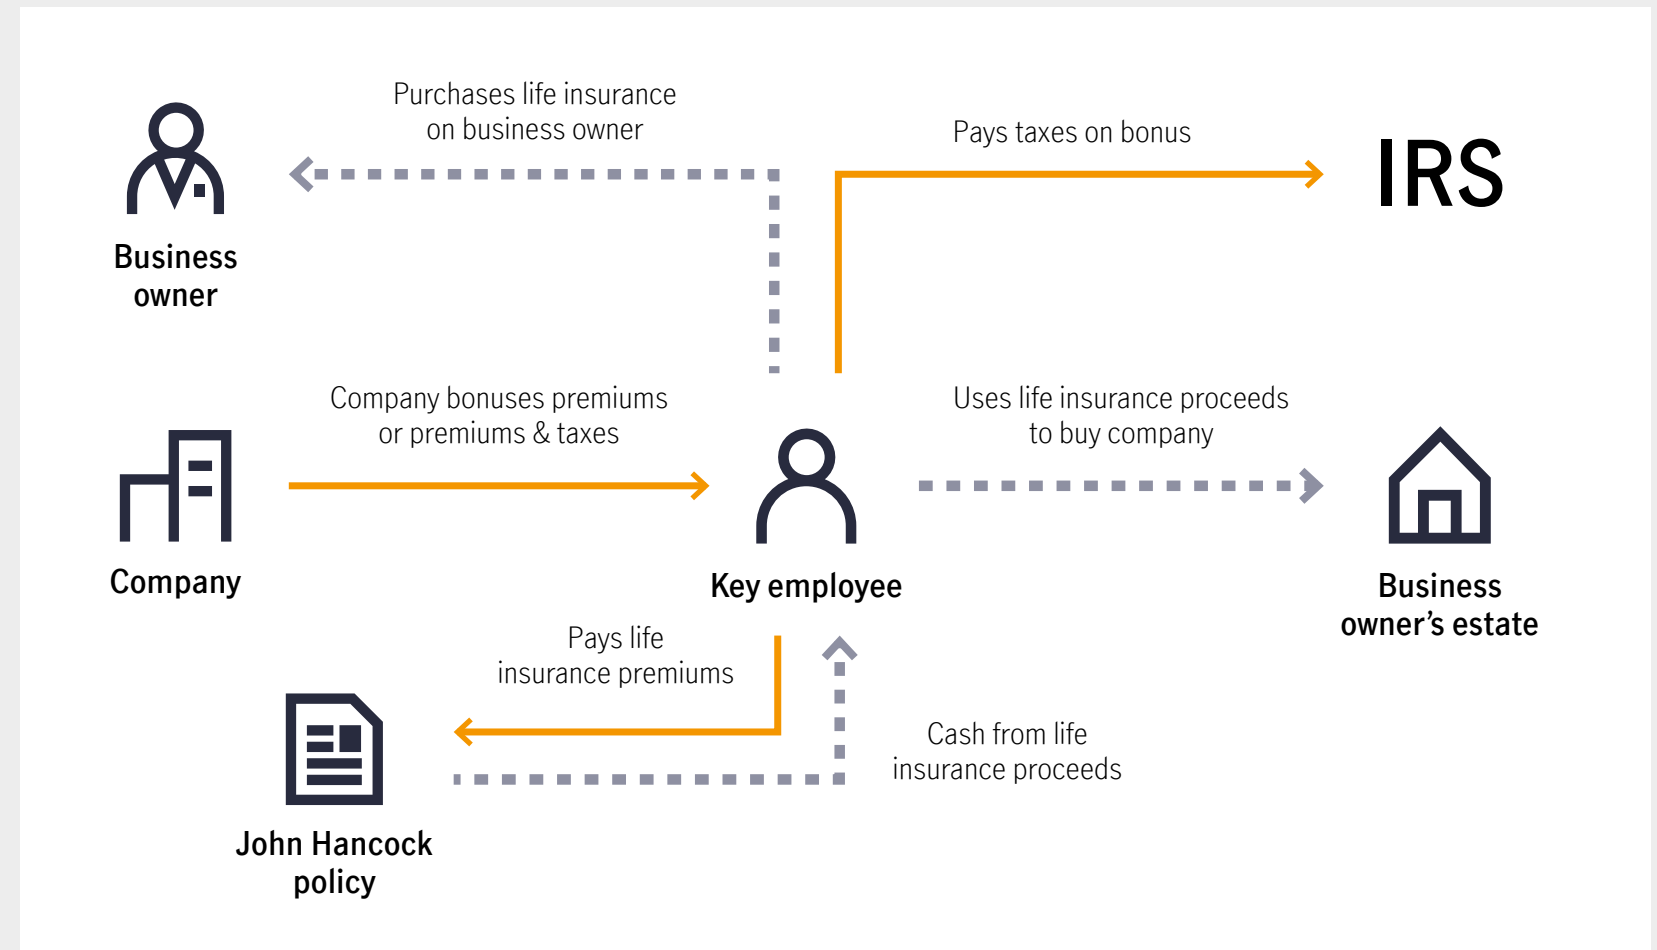 Purchases life insurance
on business owner
Pays taxes on bonus
IRS
Business
owner
Company bonuses premiums
or premiums & taxes
Uses life insurance proceeds
to buy company
Company
Key employee
Business
owner’s estate
Pays life
insurance premiums
Cash from life
insurance proceeds
John Hancock
policy